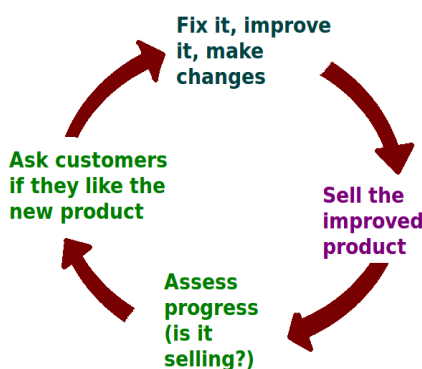 Fix it, improve
it, make
changes
Sell the
improved
product
Assess
progress
(is it
selling?)
Ask customers
if they like the
new product